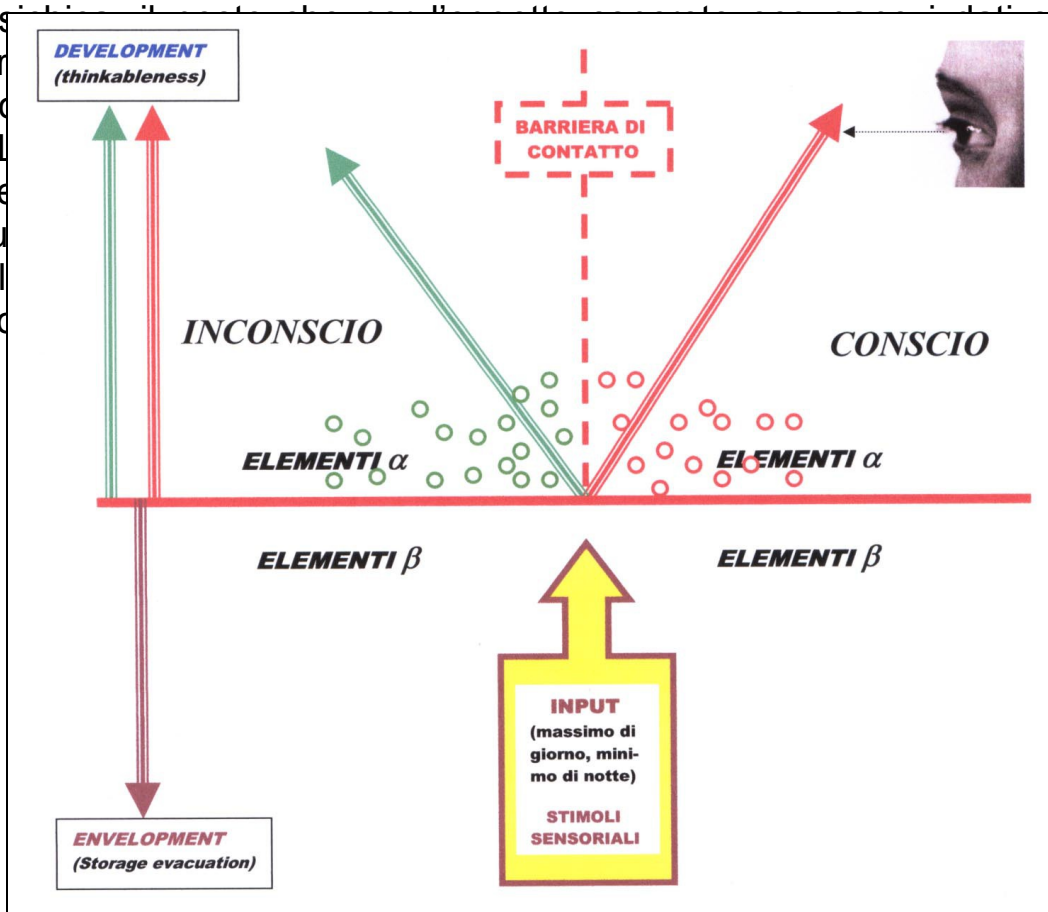 DEVELOPMENT
(thinkableness)
BARRIERA DI
CONTATTO
INCONSCIO
CONSCIO
ELEMENTI α
ELEMENTI α
ELEMENTI β
ELEMENTI β
INPUT
(massimo di
giorno, mini-
mo di notte)
STIMOLI
SENSORIALI
ENVELOPMENT
(Storage evacuation)